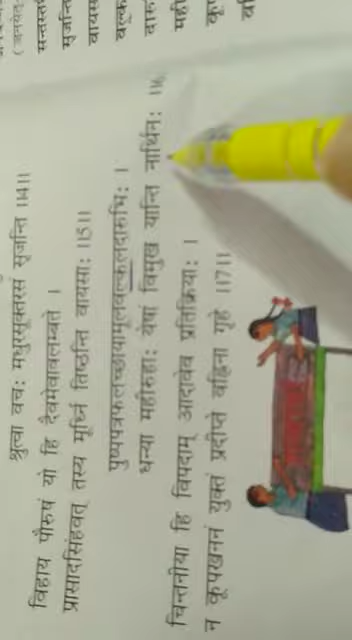 श्रुत्वा वचः मधुरसूक्तरसं सृजन्ति ।।4।।
विहाय पौरुषं यो हि दैवमेवावलम्बते ।
प्रासादसिंहवत् तस्य मूर्ध्नि तिष्ठन्ति वायसाः ।।5।।
पुष्पपत्रफलच्छायामूलवल्कलदारुभिः ।
धन्या महीरुहाः येषां विमुखं यान्ति नार्थिनः
चिन्तनीया हि विपदाम् आदावेव प्रतिक्रियाः ।
न कूपखननं युक्तं प्रदीप्ते वह्निना गृहे ।।7।।